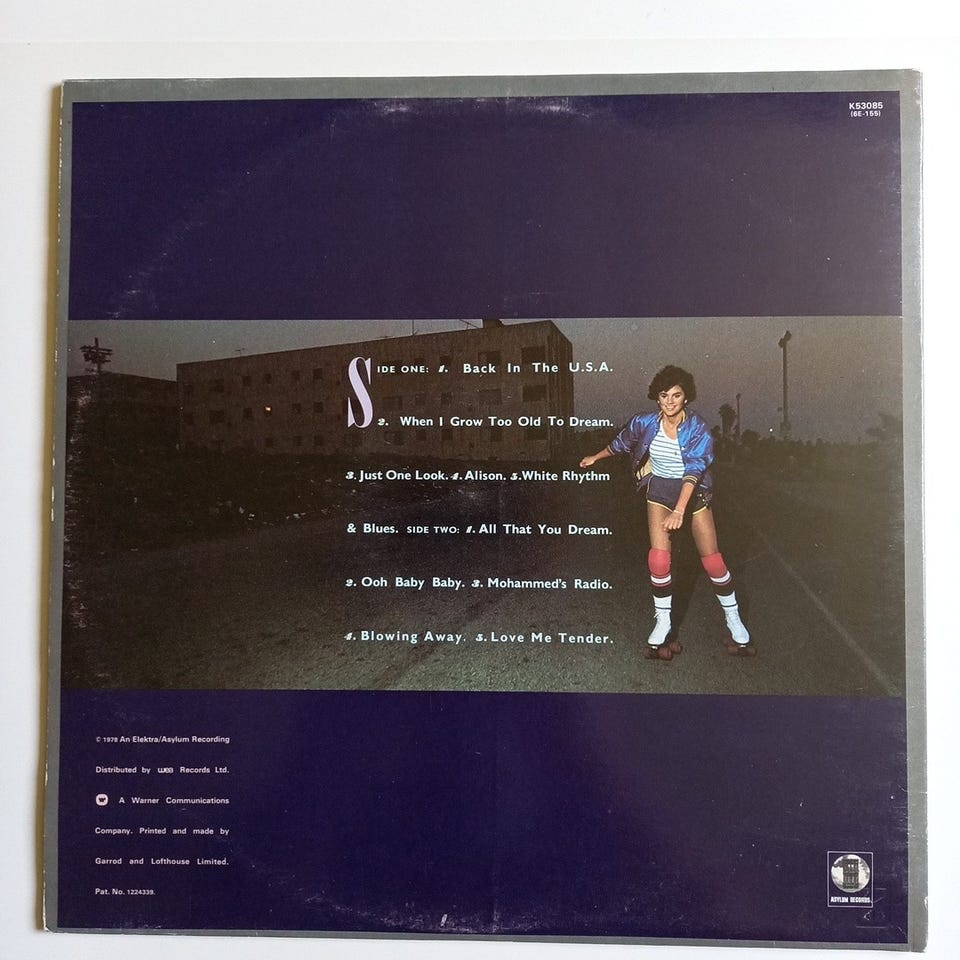 K53085
(6E-155)
SIDE ONE: 1. Back In The U.S.A.
2. When I Grow Too Old To Dream.
3. Just One Look. 4. Alison. 5. White Rhythm
& Blues. SIDE TWO: 1. All That You Dream.
2. Ooh Baby Baby. 3. Mohammed's Radio.
4. Blowing Away. 5. Love Me Tender.
© 1978 An Elektra/Asylum Recording
Distributed by wea Records Ltd.
W A Warner Communications
Company. Printed and made by
Garrod and Lofthouse Limited.
Pat. No. 1224339.
ASYLUM RECORDS